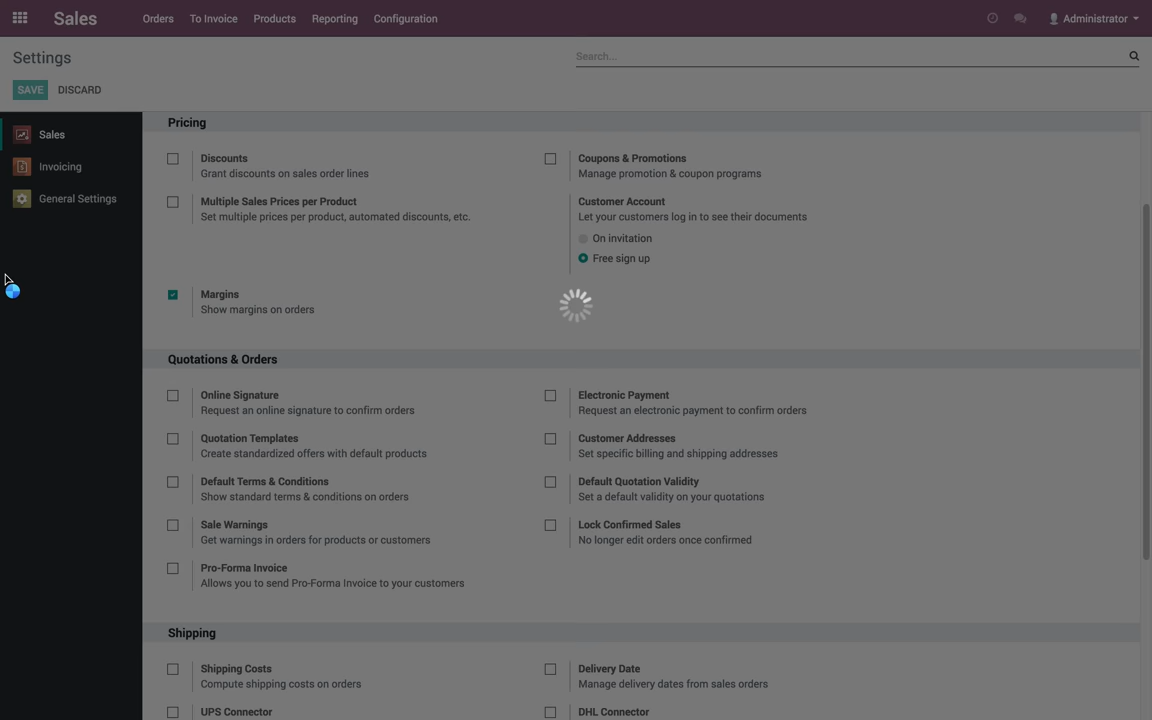 Sales
Orders
To Invoice
Products
Reporting
Configuration
Administrator
Settings
Search...
SAVE
DISCARD
Sales
Invoicing
General Settings
Pricing
Discounts
Grant discounts on sales order lines
Coupons & Promotions
Manage promotion & coupon programs
Multiple Sales Prices per Product
Set multiple prices per product, automated discounts, etc.
Customer Account
Let your customers log in to see their documents
On invitation
Free sign up
Margins
Show margins on orders
Quotations & Orders
Online Signature
Request an online signature to confirm orders
Electronic Payment
Request an electronic payment to confirm orders
Quotation Templates
Create standardized offers with default products
Customer Addresses
Set specific billing and shipping addresses
Default Terms & Conditions
Show standard terms & conditions on orders
Default Quotation Validity
Set a default validity on your quotations
Sale Warnings
Get warnings in orders for products or customers
Lock Confirmed Sales
No longer edit orders once confirmed
Pro-Forma Invoice
Allows you to send Pro-Forma Invoice to your customers
Shipping
Shipping Costs
Compute shipping costs on orders
Delivery Date
Manage delivery dates from sales orders
UPS Connector
DHL Connector